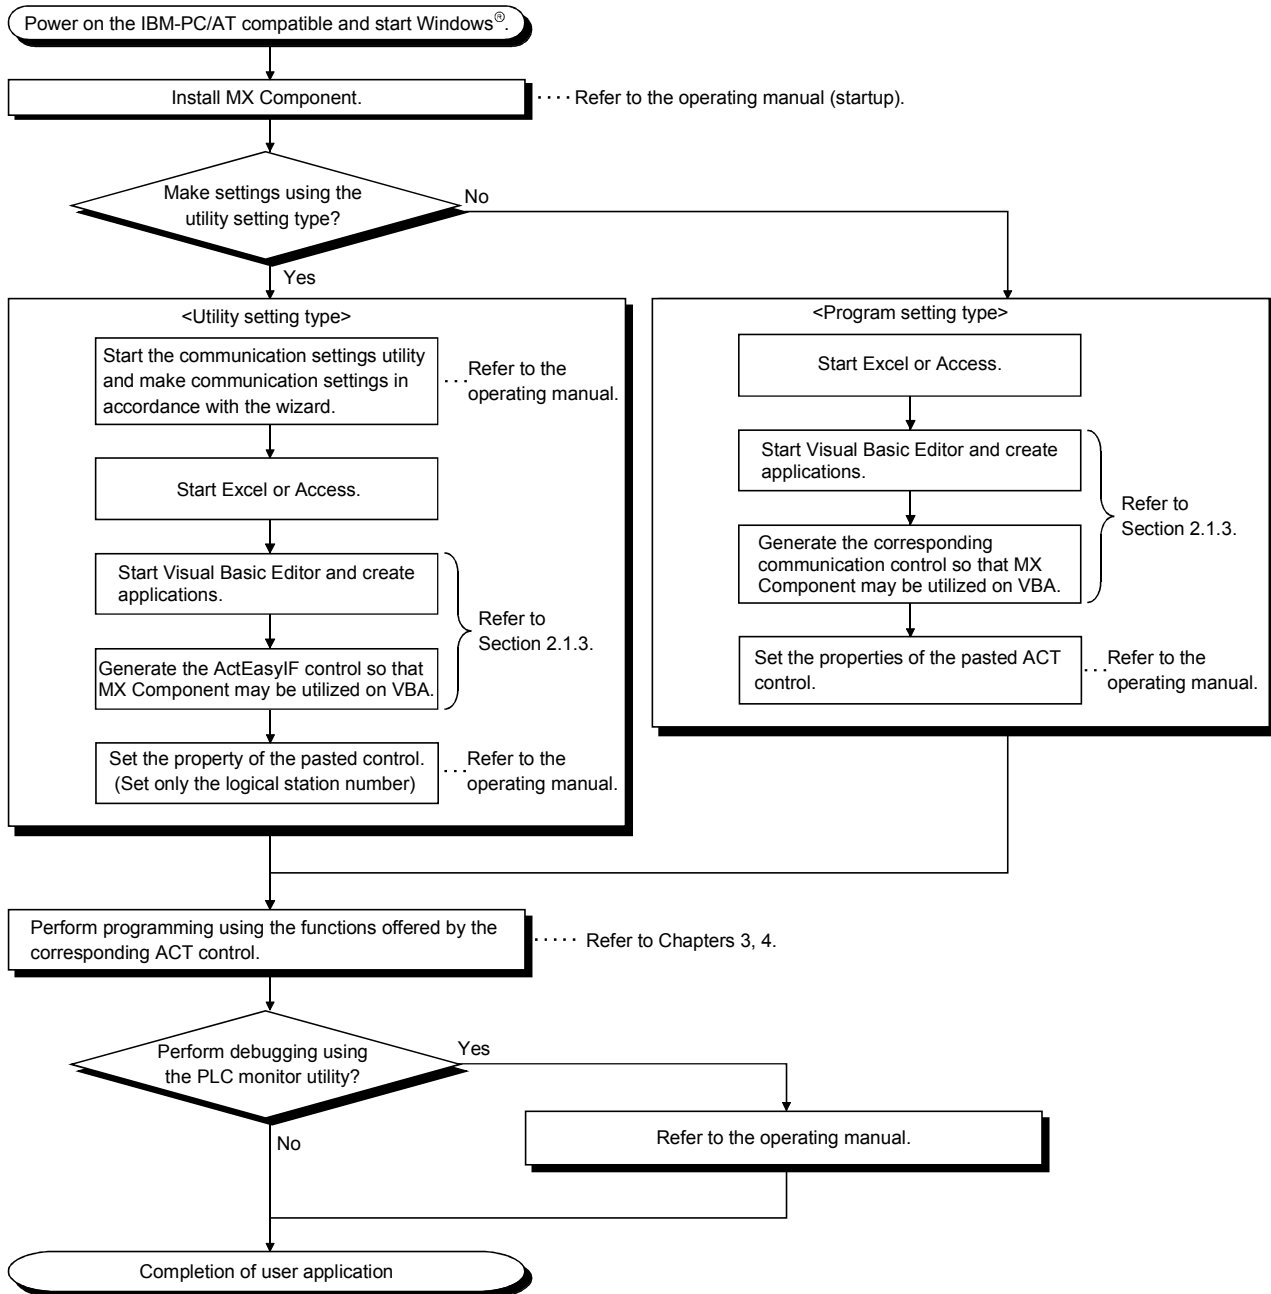 Power on the IBM-PC/AT compatible and start Windows®.
Install MX Component.
· · · · Refer to the operating manual (startup).
Make settings using the
utility setting type?
No
Yes
<Utility setting type>
Start the communication settings utility
and make communication settings in
accordance with the wizard.
· · · Refer to the
operating manual.
Start Excel or Access.
Start Visual Basic Editor and create
applications.
Generate the ActEasyIF control so that
MX Component may be utilized on VBA.
Refer to
Section 2.1.3.
Set the property of the pasted control.
(Set only the logical station number)
· · · Refer to the
operating manual.
<Program setting type>
Start Excel or Access.
Start Visual Basic Editor and create
applications.
Generate the corresponding
communication control so that MX
Component may be utilized on VBA.
Refer to
Section 2.1.3.
Set the properties of the pasted ACT
control.
· · · Refer to the
operating manual.
Perform programming using the functions offered by the
corresponding ACT control.
· · · · · Refer to Chapters 3, 4.
Perform debugging using
the PLC monitor utility?
Yes
No
Refer to the operating manual.
Completion of user application